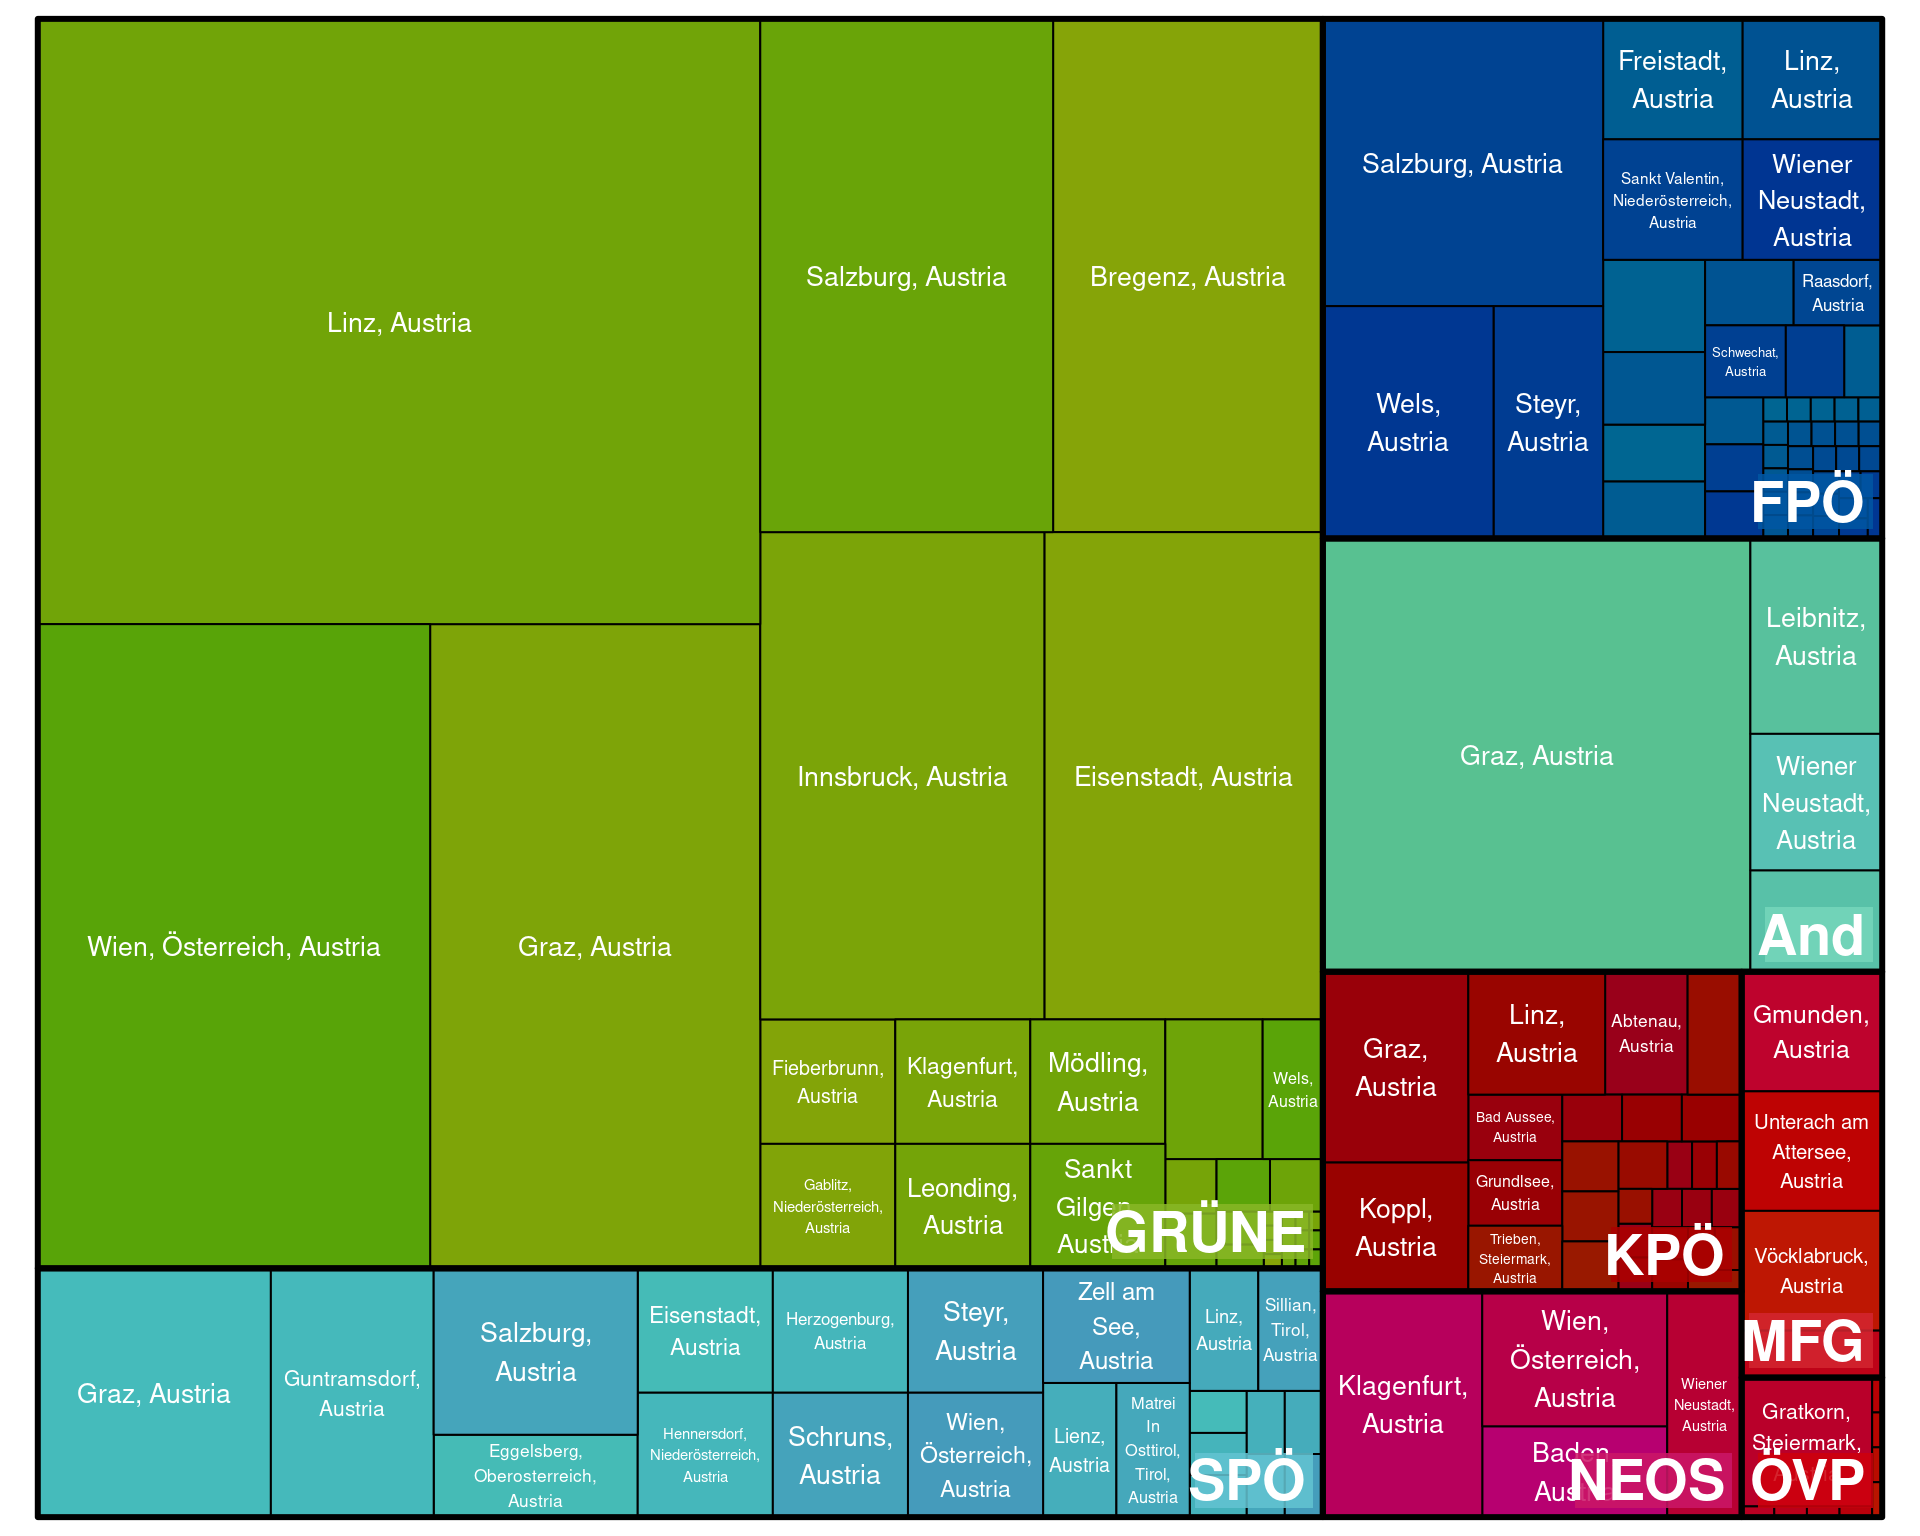 Linz, Austria
Salzburg, Austria
Bregenz, Austria
Wien, Österreich, Austria
Graz, Austria
Innsbruck, Austria
Eisenstadt, Austria
Fieberbrunn,
Austria
Klagenfurt,
Austria
Mödling,
Austria
Wels,
Austria
Gablitz,
Niederösterreich,
Austria
Leonding,
Austria
Sankt
Gilgen,
Austria
GRÜNE
Graz, Austria
Guntramsdorf,
Austria
Salzburg,
Austria
Eggelsberg,
Oberosterreich,
Austria
Eisenstadt,
Austria
Hennersdorf,
Niederösterreich,
Austria
Herzogenburg,
Austria
Schruns,
Austria
Steyr,
Austria
Wien,
Österreich,
Austria
Zell am
See,
Austria
Lienz,
Austria
Matrei
In
Osttirol,
Tirol,
Austria
Linz,
Austria
Sillian,
Tirol,
Austria
SPÖ
Salzburg, Austria
Freistadt,
Austria
Linz,
Austria
Sankt Valentin,
Niederösterreich,
Austria
Wiener
Neustadt,
Austria
Wels,
Austria
Steyr,
Austria
Raasdorf,
Austria
Schwechat,
Austria
FPÖ
Graz, Austria
Leibnitz,
Austria
Wiener
Neustadt,
Austria
And
Graz,
Austria
Linz,
Austria
Abtenau,
Austria
Bad Aussee,
Austria
Grundlsee,
Austria
Koppl,
Austria
Trieben,
Steiermark,
Austria
KPÖ
Gmunden,
Austria
Unterach am
Attersee,
Austria
Vöcklabruck,
Austria
MFG
Klagenfurt,
Austria
Wien,
Österreich,
Austria
Wiener
Neustadt,
Austria
Baden,
Austria
NEOS
Gratkorn,
Steiermark,
ÖVP